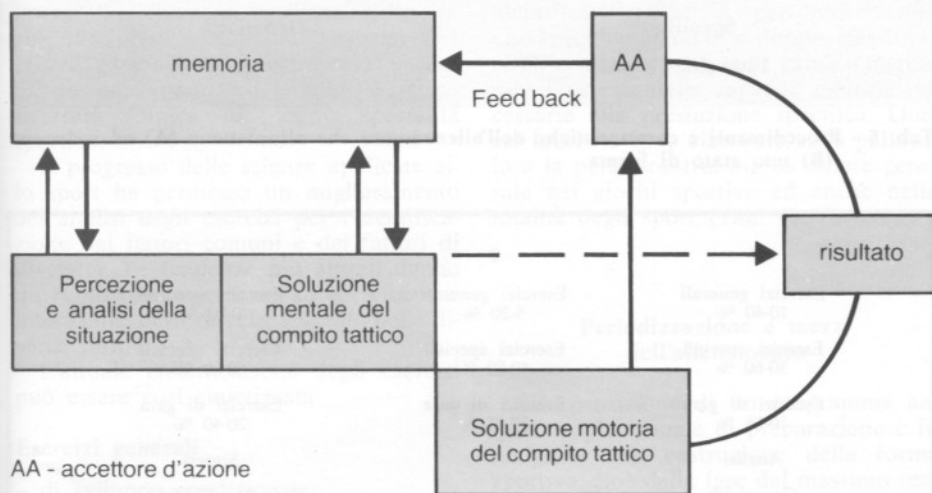 memoria
AA
Feed back
risultato
Percezione
e analisi della
situazione
Soluzione
mentale del
compito tattico
Soluzione motoria
del compito tattico
AA - accettore d'azione